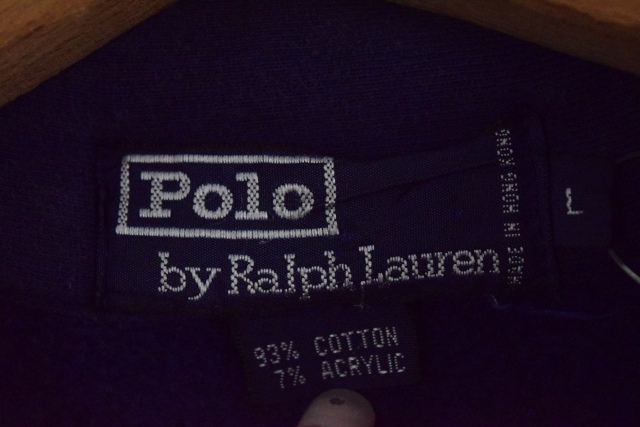 Polo
by Ralph Lauren
MADE IN HONG KONG
L
93% COTTON
7% ACRYLIC